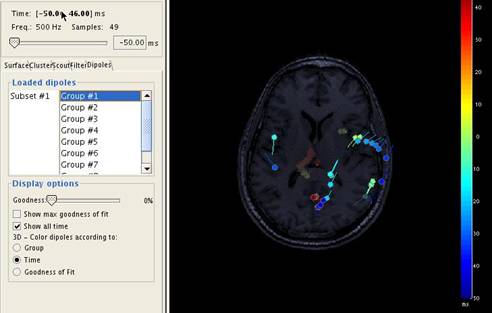 Time: [-50.00, 46.00] ms
Freq.: 500 Hz Samples: 49
-50.00 ms
Surface Cluster Scout Filter Dipoles
Loaded dipoles
Subset #1 Group #1
Group #2
Group #3
Group #4
Group #5
Group #6
Group #7
Display options
Goodness: 0%
Show max goodness of fit
Show all time
3D - Color dipoles according to:
Group
Time
Goodness of Fit
40
30
20
10
0
10
20
30
40
50
ms